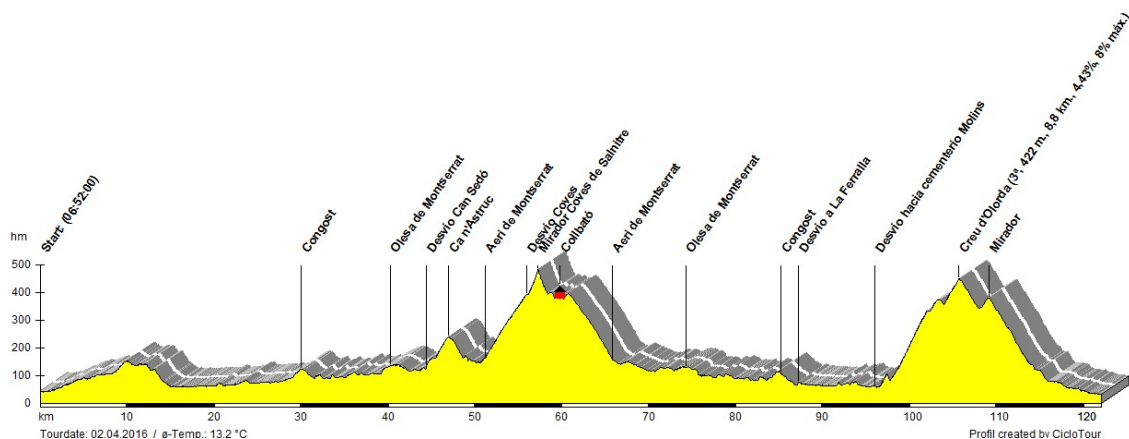 Start (06:52:00)
Congost
Olesa de Montserrat
Desvío Can Sedó
Ca n'Astruc
Aeri de Montserrat
Desvío Coves
Mirador Coves de Salnitre
Collbató
Aeri de Montserrat
Olesa de Montserrat
Congost
Desvío a La Ferralla
Desvío hacia cementerio Molins
Creu d'Olorda (3ª, 422 m., 8,8 km., 4.43%, 8% máx.)
Mirador
hm
500
400
300
200
100
0
km
10
20
30
40
50
60
70
80
90
100
110
120
Tourdate: 02.04.2016 / ø-Temp.: 13.2 °C
Profil created by CicloTour